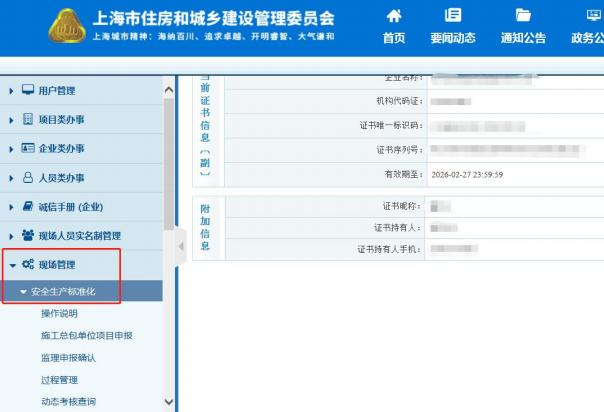 上海市住房和城乡建设管理委员会
上海城市精神：海纳百川、追求卓越、开明睿智、大气谦和
首页
要闻动态
通知公告
政务公
用户管理
项目类办事
企业类办事
人员类办事
诚信手册 (企业)
现场人员实名制管理
现场管理
安全生产标准化
操作说明
施工总包单位项目申报
监理申报确认
过程管理
动态考核查询
当前证书信息（副）
企业名称：
机构代码证：
证书唯一标识码：
证书序列号：
有效期至： 2026-02-27 23:59:59
附加信息
证书昵称：
证书持有人：
证书持有人手机：